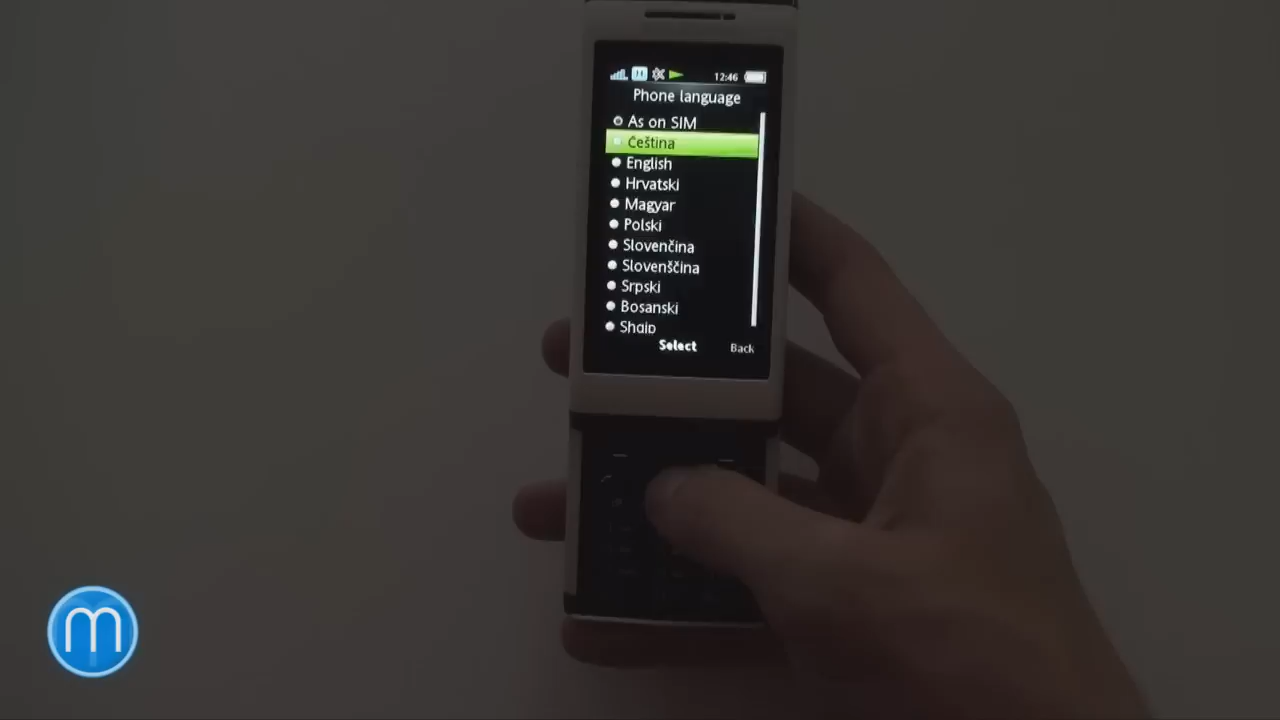 12:46
Phone language
As on SIM
Čeština
English
Hrvatski
Magyar
Polski
Slovenčina
Slovenščina
Srpski
Bosanski
Shqip
Select Back
m